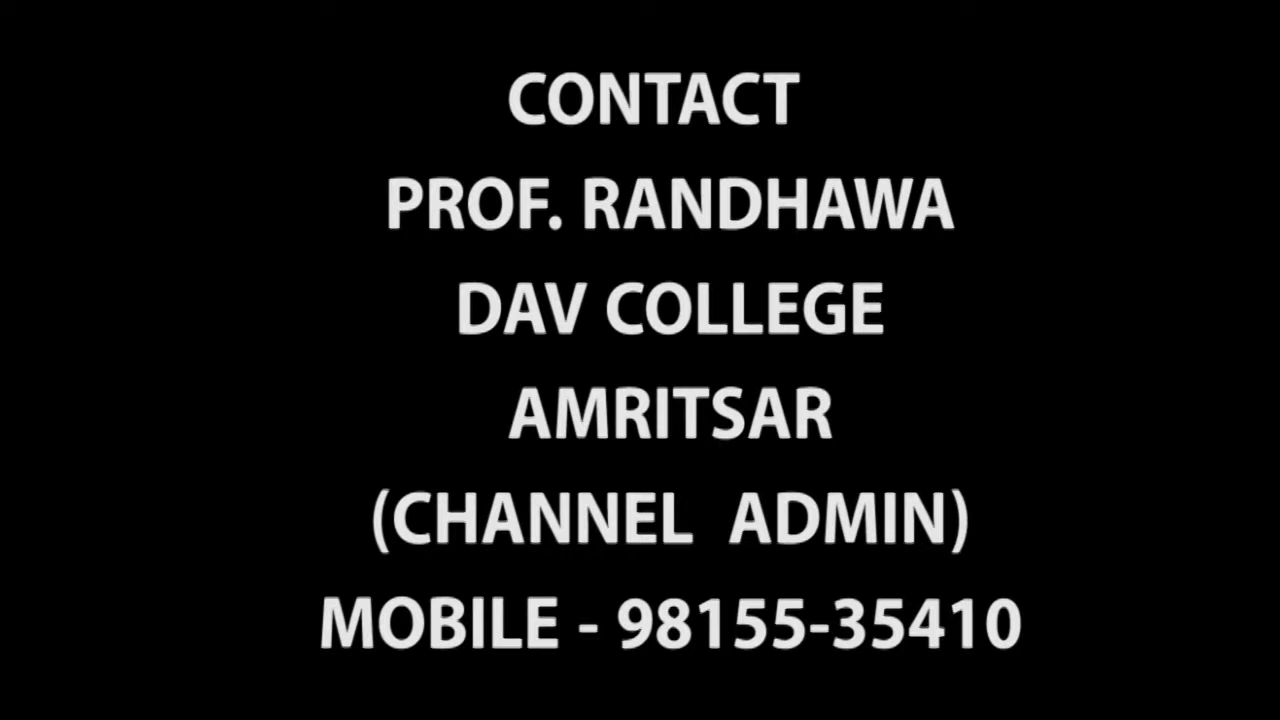 CONTACT
PROF. RANDHAWA
DAV COLLEGE
AMRITSAR
(CHANNEL ADMIN)
MOBILE - 98155-35410